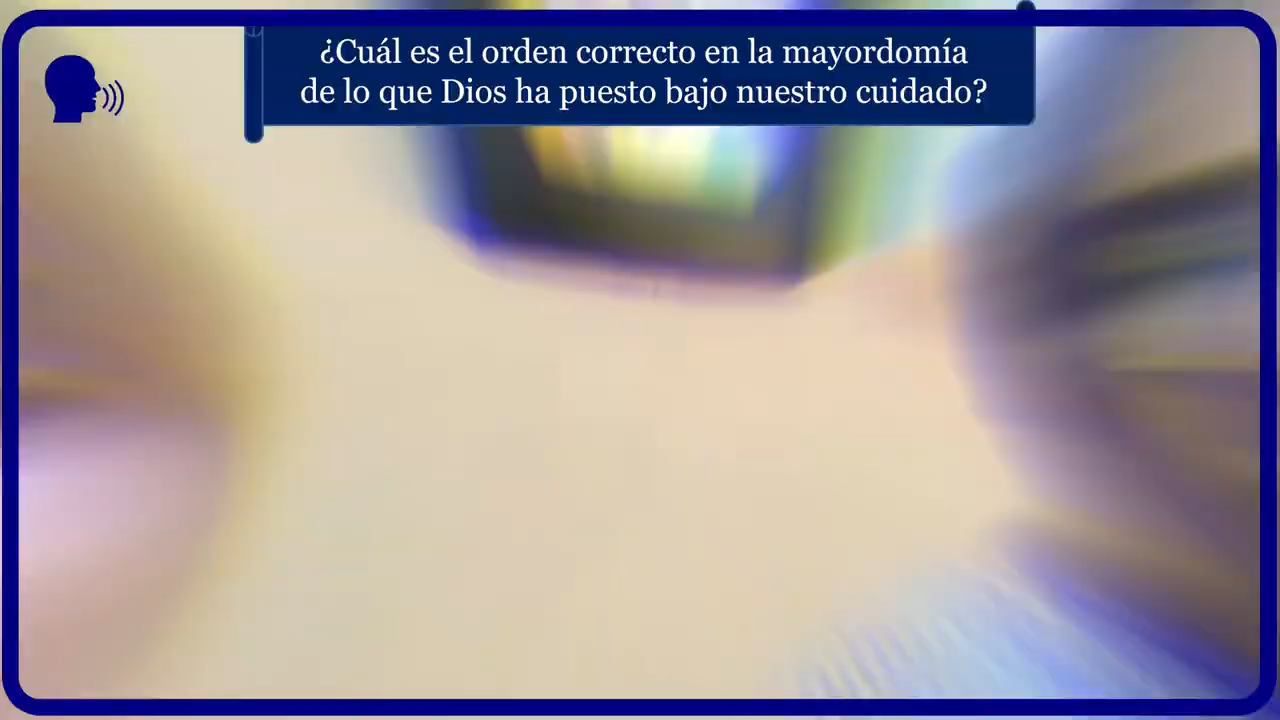 ¿Cuál es el orden correcto en la mayordomía
de lo que Dios ha puesto bajo nuestro cuidado?